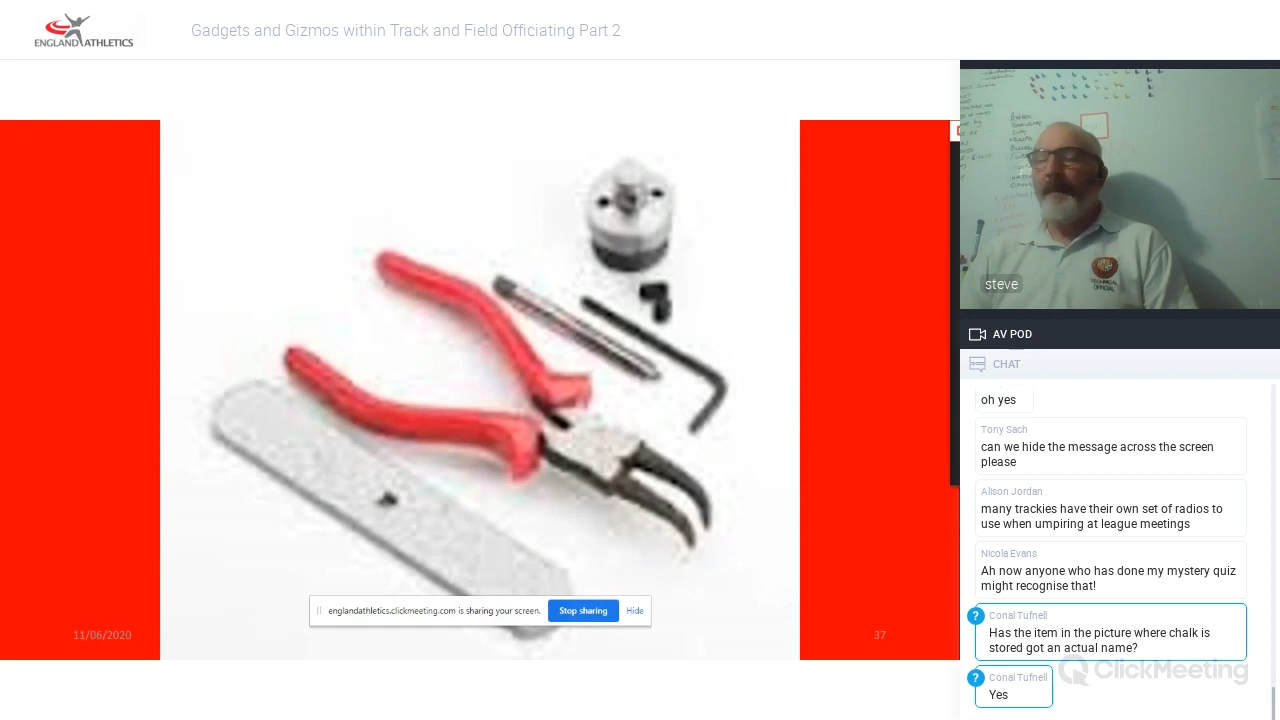 ENGLAND ATHLETICS
Gadgets and Gizmos within Track and Field Officiating Part 2
TECHNICAL
OFFICIAL
steve
AV POD
CHAT
oh yes
Tony Sach
can we hide the message across the screen
please
Alison Jordan
many trackies have their own set of radios to
use when umpiring at league meetings
Nicola Evans
Ah now anyone who has done my mystery quiz
might recognise that!
? Conal Tufnell
Has the item in the picture where chalk is
stored got an actual name?
? Conal Tufnell
Yes
ClickMeeting
englandathletics.clickmeeting.com is sharing your screen. Stop sharing Hide
11/06/2020
37